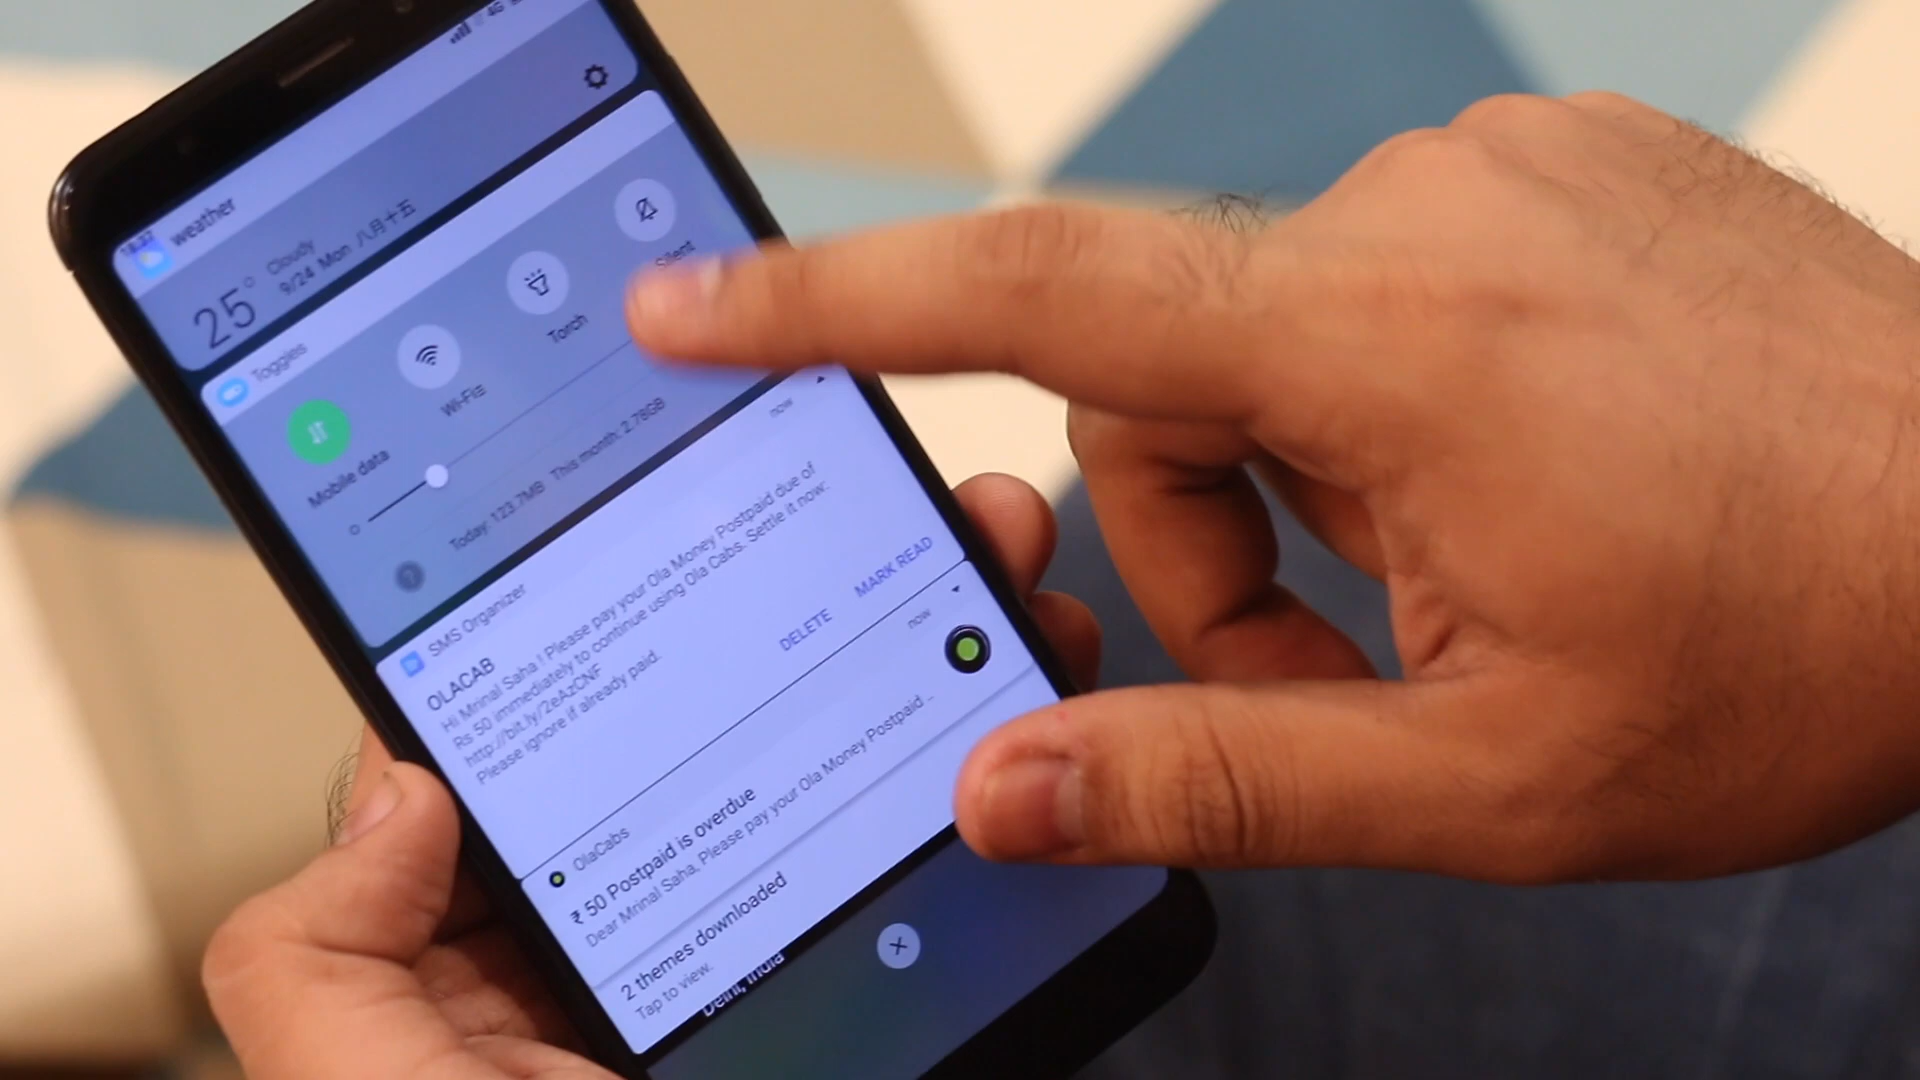 4G
18:37
weather
25°
Cloudy
9/24 Mon 八月十五
Toggles
Mobile data
Wi-Fi
Torch
Silent
Today: 123.7MB This month: 2.78GB
SMS Organizer
now
OLACAB
Hi Mrinal Saha ! Please pay your Ola Money Postpaid due of
Rs 50 immediately to continue using Ola Cabs. Settle it now:
http://bit.ly/2eAzCNF
Please ignore if already paid.
DELETE MARK READ
OlaCabs
now
₹ 50 Postpaid is overdue
Dear Mrinal Saha, Please pay your Ola Money Postpaid ...
2 themes downloaded
Tap to view.
Delhi, India